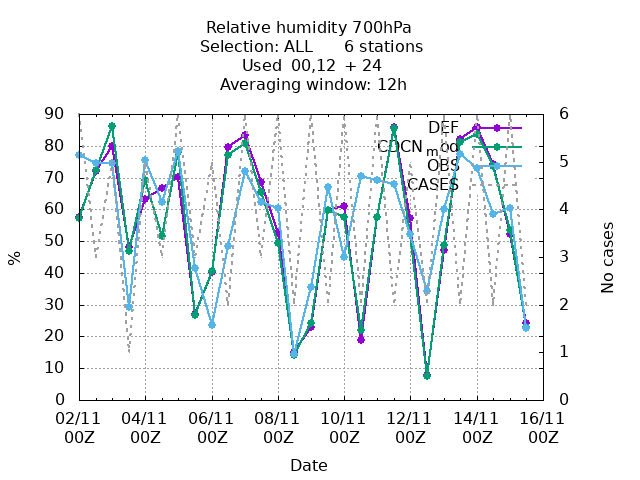 Relative humidity 700hPa
Selection: ALL 6 stations
Used 00,12 + 24
Averaging window: 12h
90 6
DEF
80
CDCNmod
5
OBS
70
CASES
60 4
50
% 3 No cases
40
30 2
20
1
10
0 0
02/11 04/11 06/11 08/11 10/11 12/11 14/11 16/11
00Z 00Z 00Z 00Z 00Z 00Z 00Z 00Z
Date